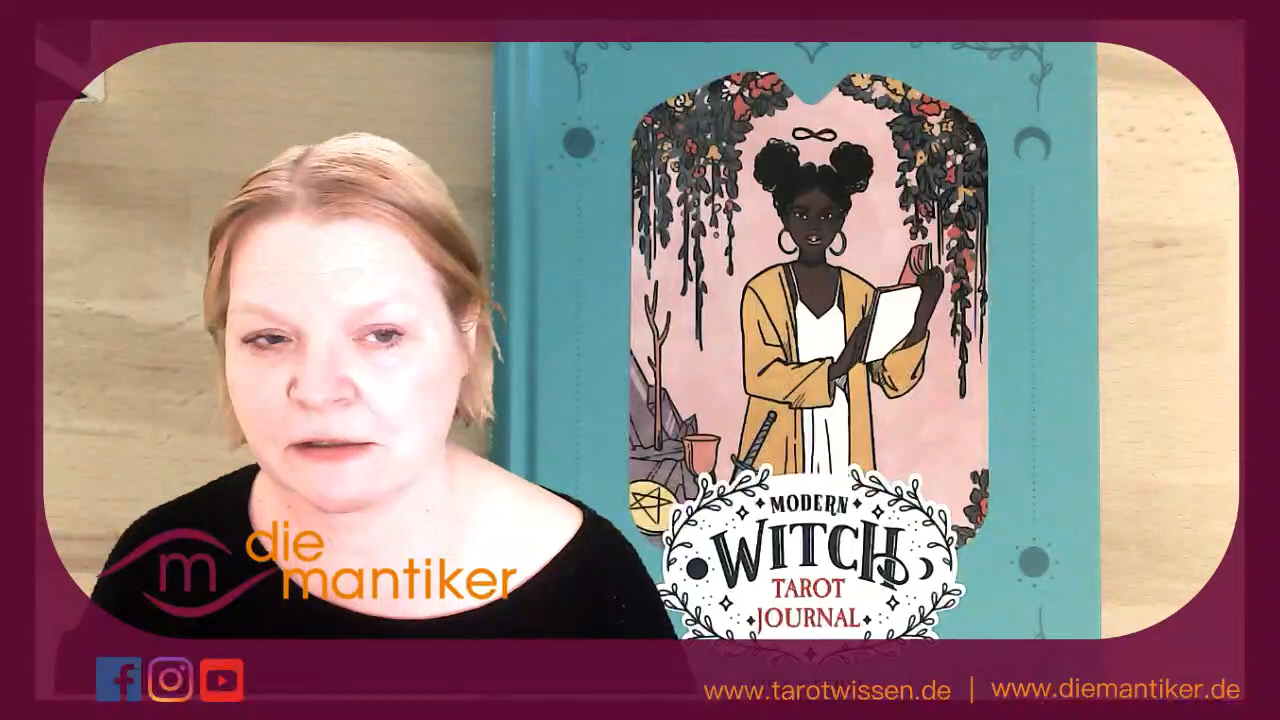 MODERN
WITCH
TAROT
JOURNAL
m
die
mantiker
www.tarotwissen.de | www.diemantiker.de